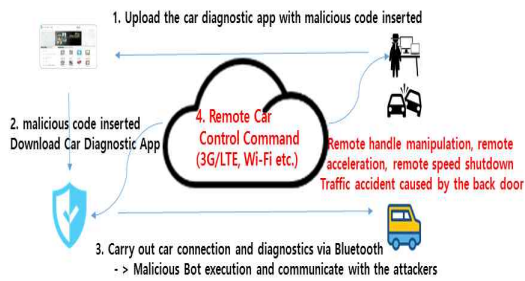 1. Upload the car diagnostic app with malicious code inserted
2. malicious code inserted
Download Car Diagnostic App
4. Remote Car
Control Command
(3G/LTE, Wi-Fi etc.)
Remote handle manipulation, remote
acceleration, remote speed shutdown
Traffic accident caused by the back door
3. Carry out car connection and diagnostics via Bluetooth
- > Malicious Bot execution and communicate with the attackers